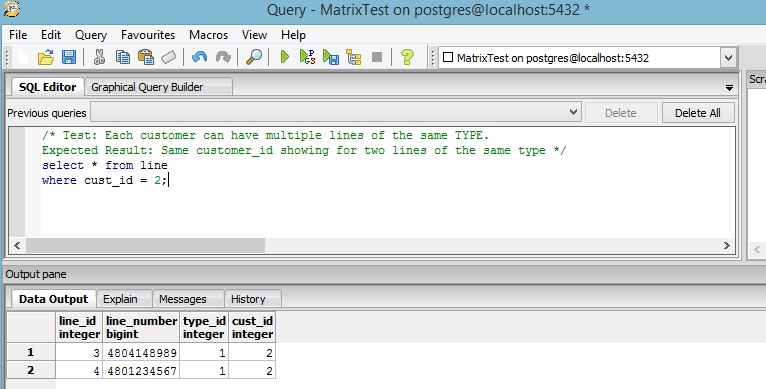 Query - MatrixTest on postgres@localhost:5432 *
File Edit Query Favourites Macros View Help
MatrixTest on postgres@localhost:5432
SQL Editor Graphical Query Builder
Previous queries Delete Delete All
/* Test: Each customer can have multiple lines of the same TYPE.
Expected Result: Same customer_id showing for two lines of the same type */
select * from line
where cust_id = 2;
Output pane
Data Output Explain Messages History
line_id line_number type_id cust_id
integer bigint integer integer
1 3 4804148989 1 2
2 4 4801234567 1 2